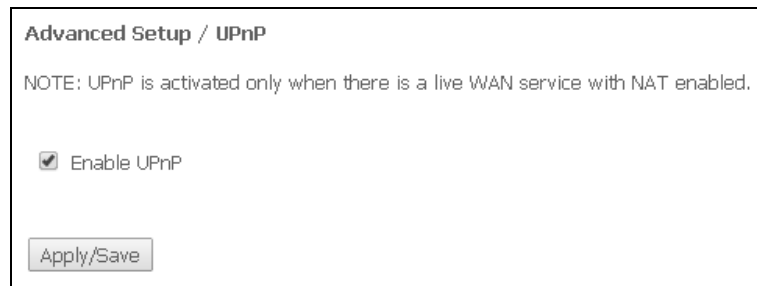 Advanced Setup / UPnP
NOTE: UPnP is activated only when there is a live WAN service with NAT enabled.
Enable UPnP
Apply/Save